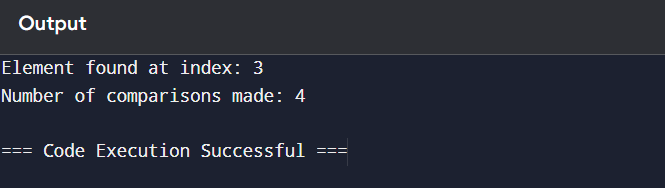 Output
Element found at index: 3
Number of comparisons made: 4
=== Code Execution Successful ===